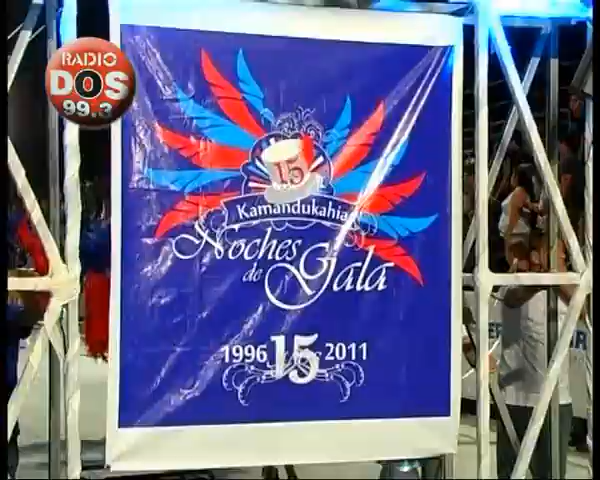 RADIO
DOS
99.3
15
Kamandukahia
Noches
de Gala
1996 15 2011